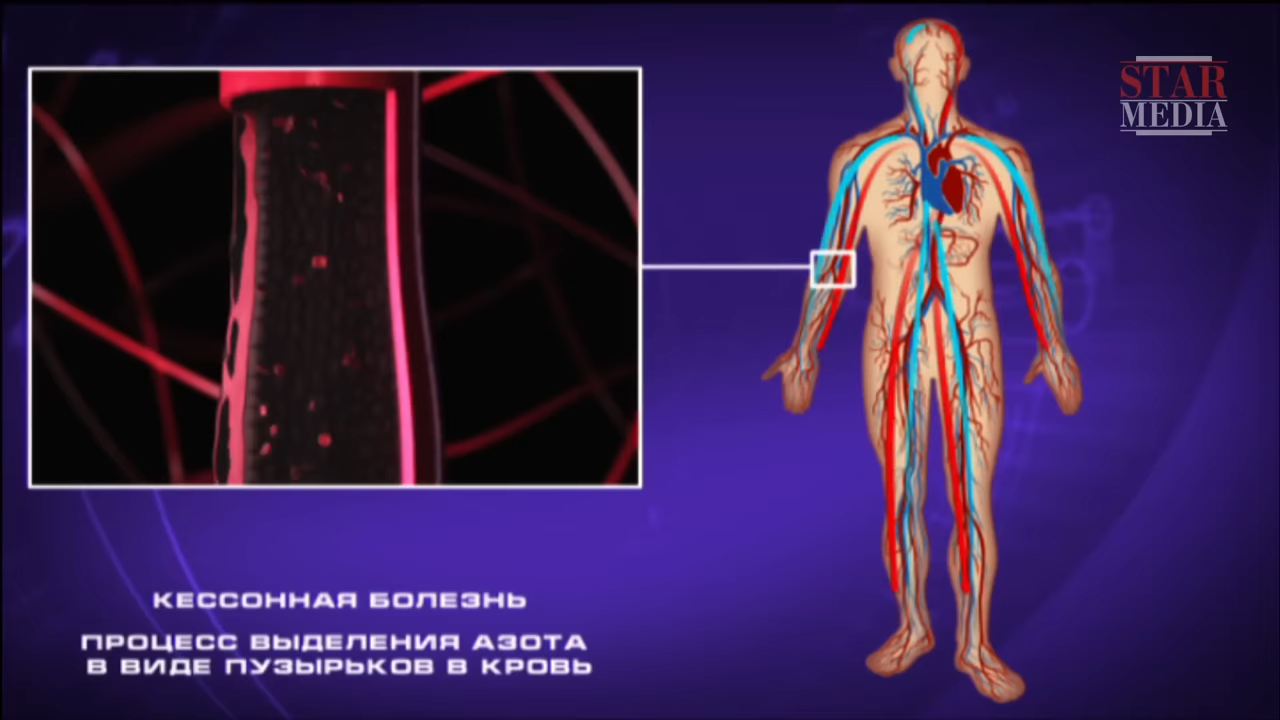 STAR
MEDIA
КЕССОННАЯ БОЛЕЗНЬ
ПРОЦЕСС ВЫДЕЛЕНИЯ АЗОТА
В ВИДЕ ПУЗЫРЬКОВ В КРОВЬ